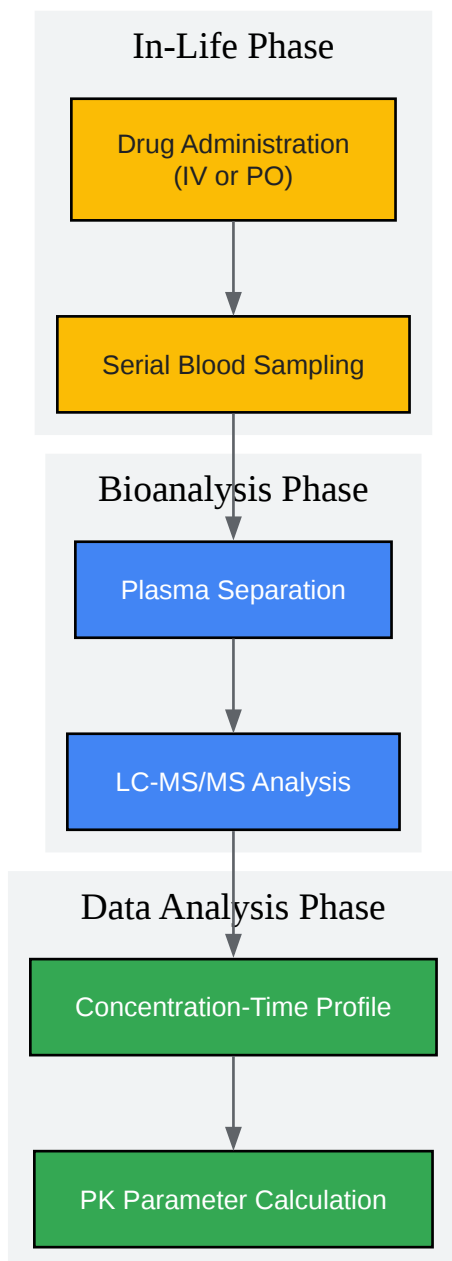 In-Life Phase
Drug Administration
(IV or PO)
Serial Blood Sampling
Bioanalysis Phase
Plasma Separation
LC-MS/MS Analysis
Data Analysis Phase
Concentration-Time Profile
PK Parameter Calculation